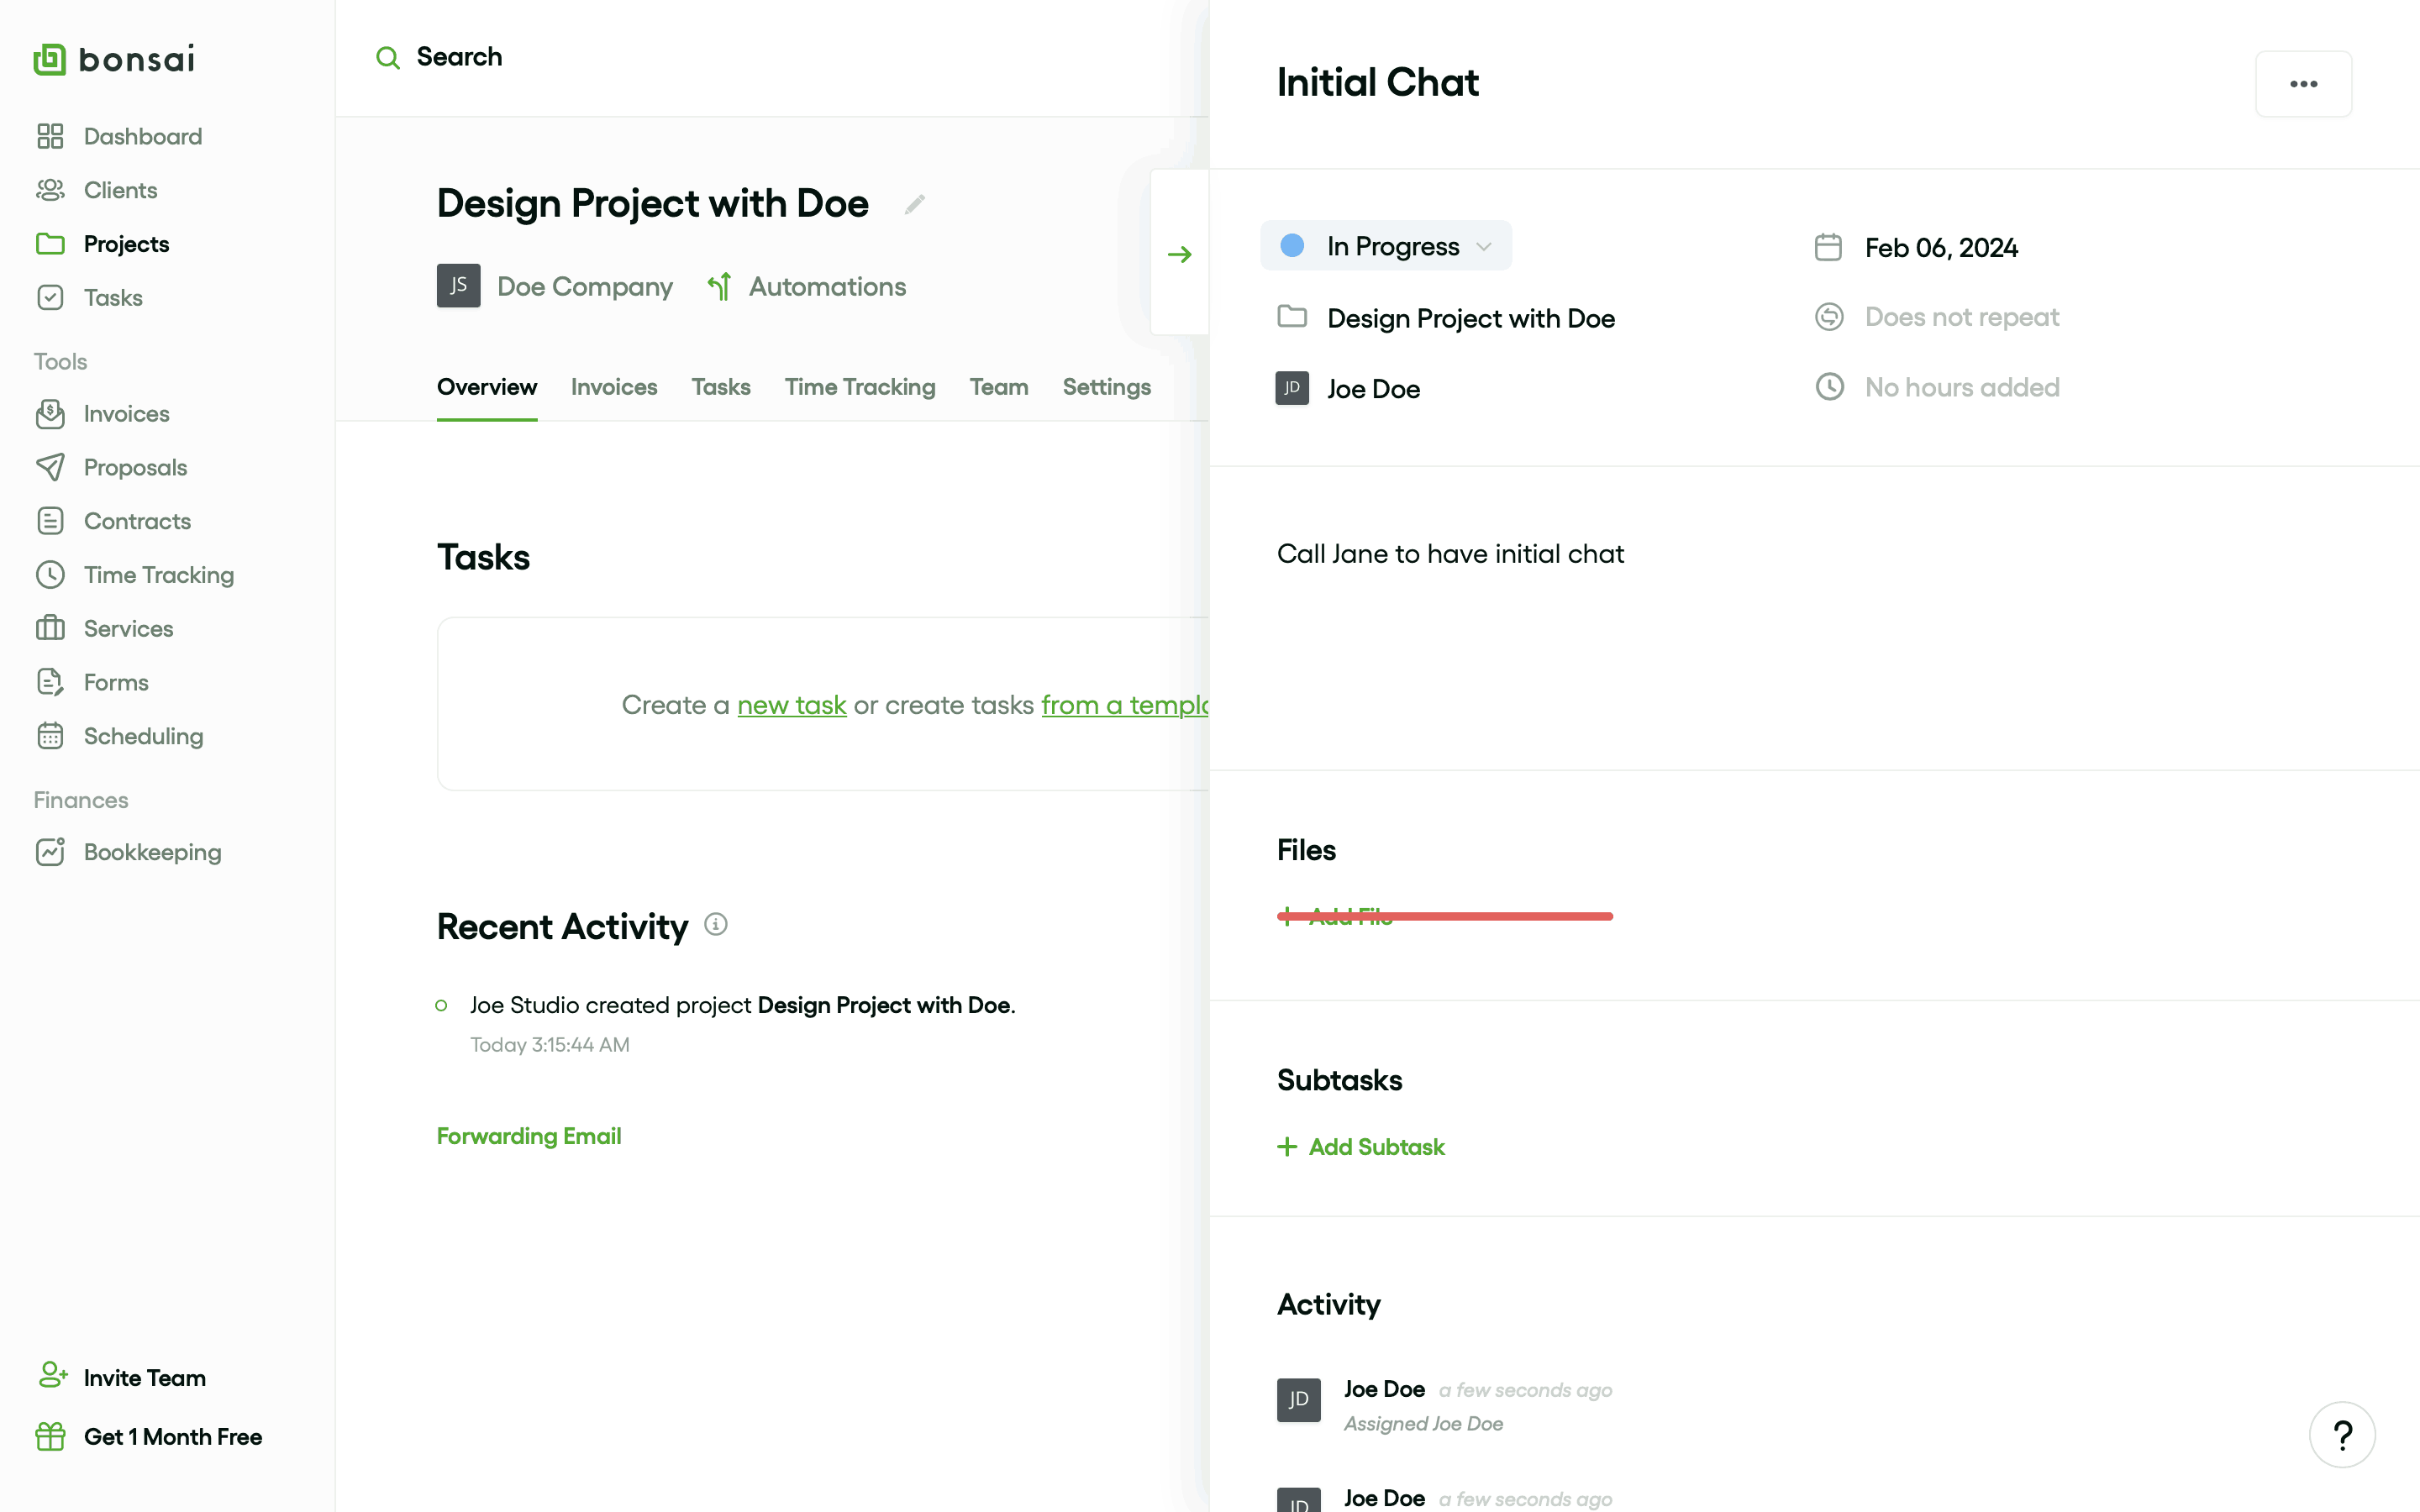 bonsai
Dashboard
Clients
Projects
Tasks
Tools
Invoices
Proposals
Contracts
Time Tracking
Services
Forms
Scheduling
Finances
Bookkeeping
Invite Team
Get 1 Month Free
Search
Design Project with Doe
JS Doe Company Automations
Overview Invoices Tasks Time Tracking Team Settings
Tasks
Create a new task or create tasks from a templa
Recent Activity
Joe Studio created project Design Project with Doe.
Today 3:15:44 AM
Forwarding Email
Initial Chat
In Progress
Feb 06, 2024
Design Project with Doe
Does not repeat
JD Joe Doe
No hours added
Call Jane to have initial chat
Files
+ Add File
Subtasks
+ Add Subtask
Activity
JD Joe Doe a few seconds ago
Assigned Joe Doe
JD Joe Doe a few seconds ago
?